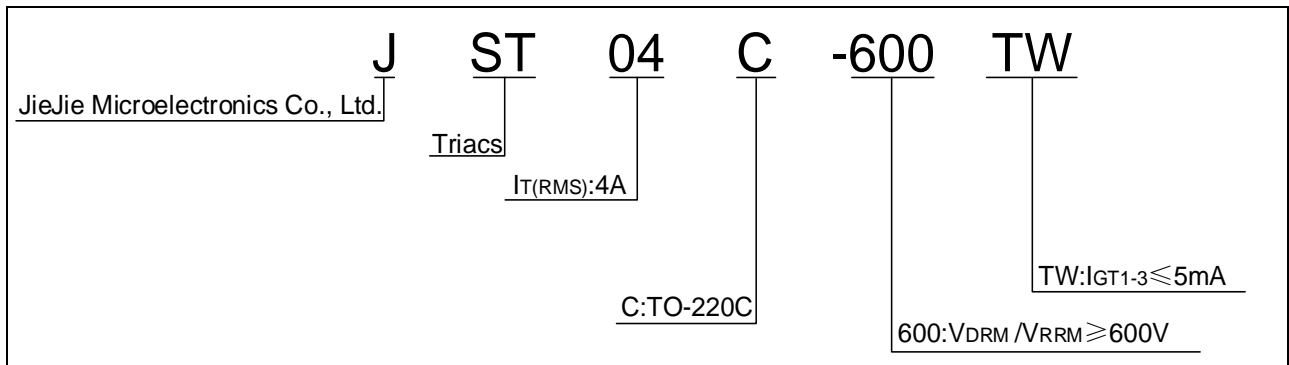 J ST 04 C -600 TW
JieJie Microelectronics Co., Ltd.
Triacs
IT(RMS):4A
TW:IGT1-3≤5mA
C:TO-220C
600:VDRM /VRRM≥600V